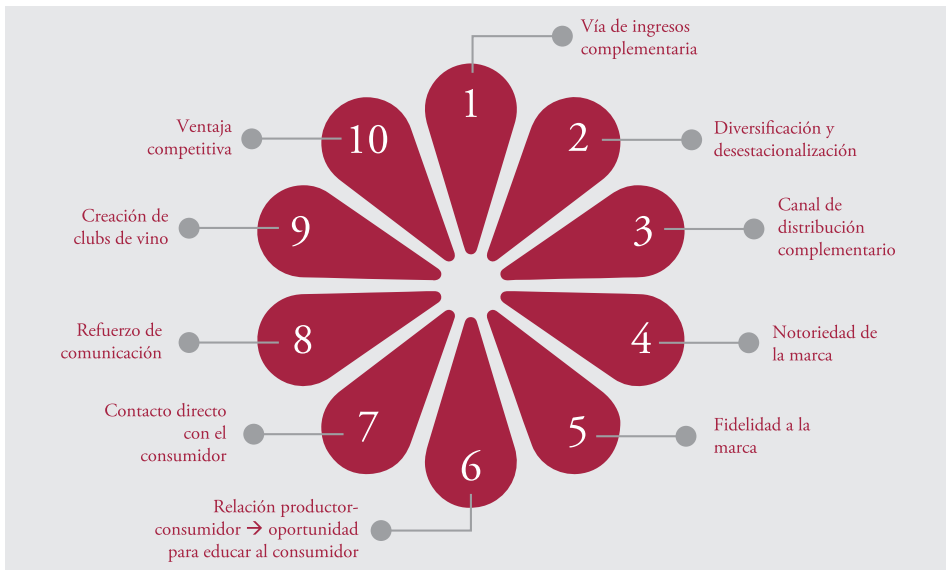 1
Vía de ingresos
complementaria
2
Diversificación y
desestacionalización
3
Canal de
distribución
complementario
4
Notoriedad de
la marca
5
Fidelidad a la
marca
6
Relación productor-
consumidor → oportunidad
para educar al consumidor
7
Contacto directo
con el
consumidor
8
Refuerzo de
comunicación
9
Creación de
clubs de vino
10
Ventaja
competitiva